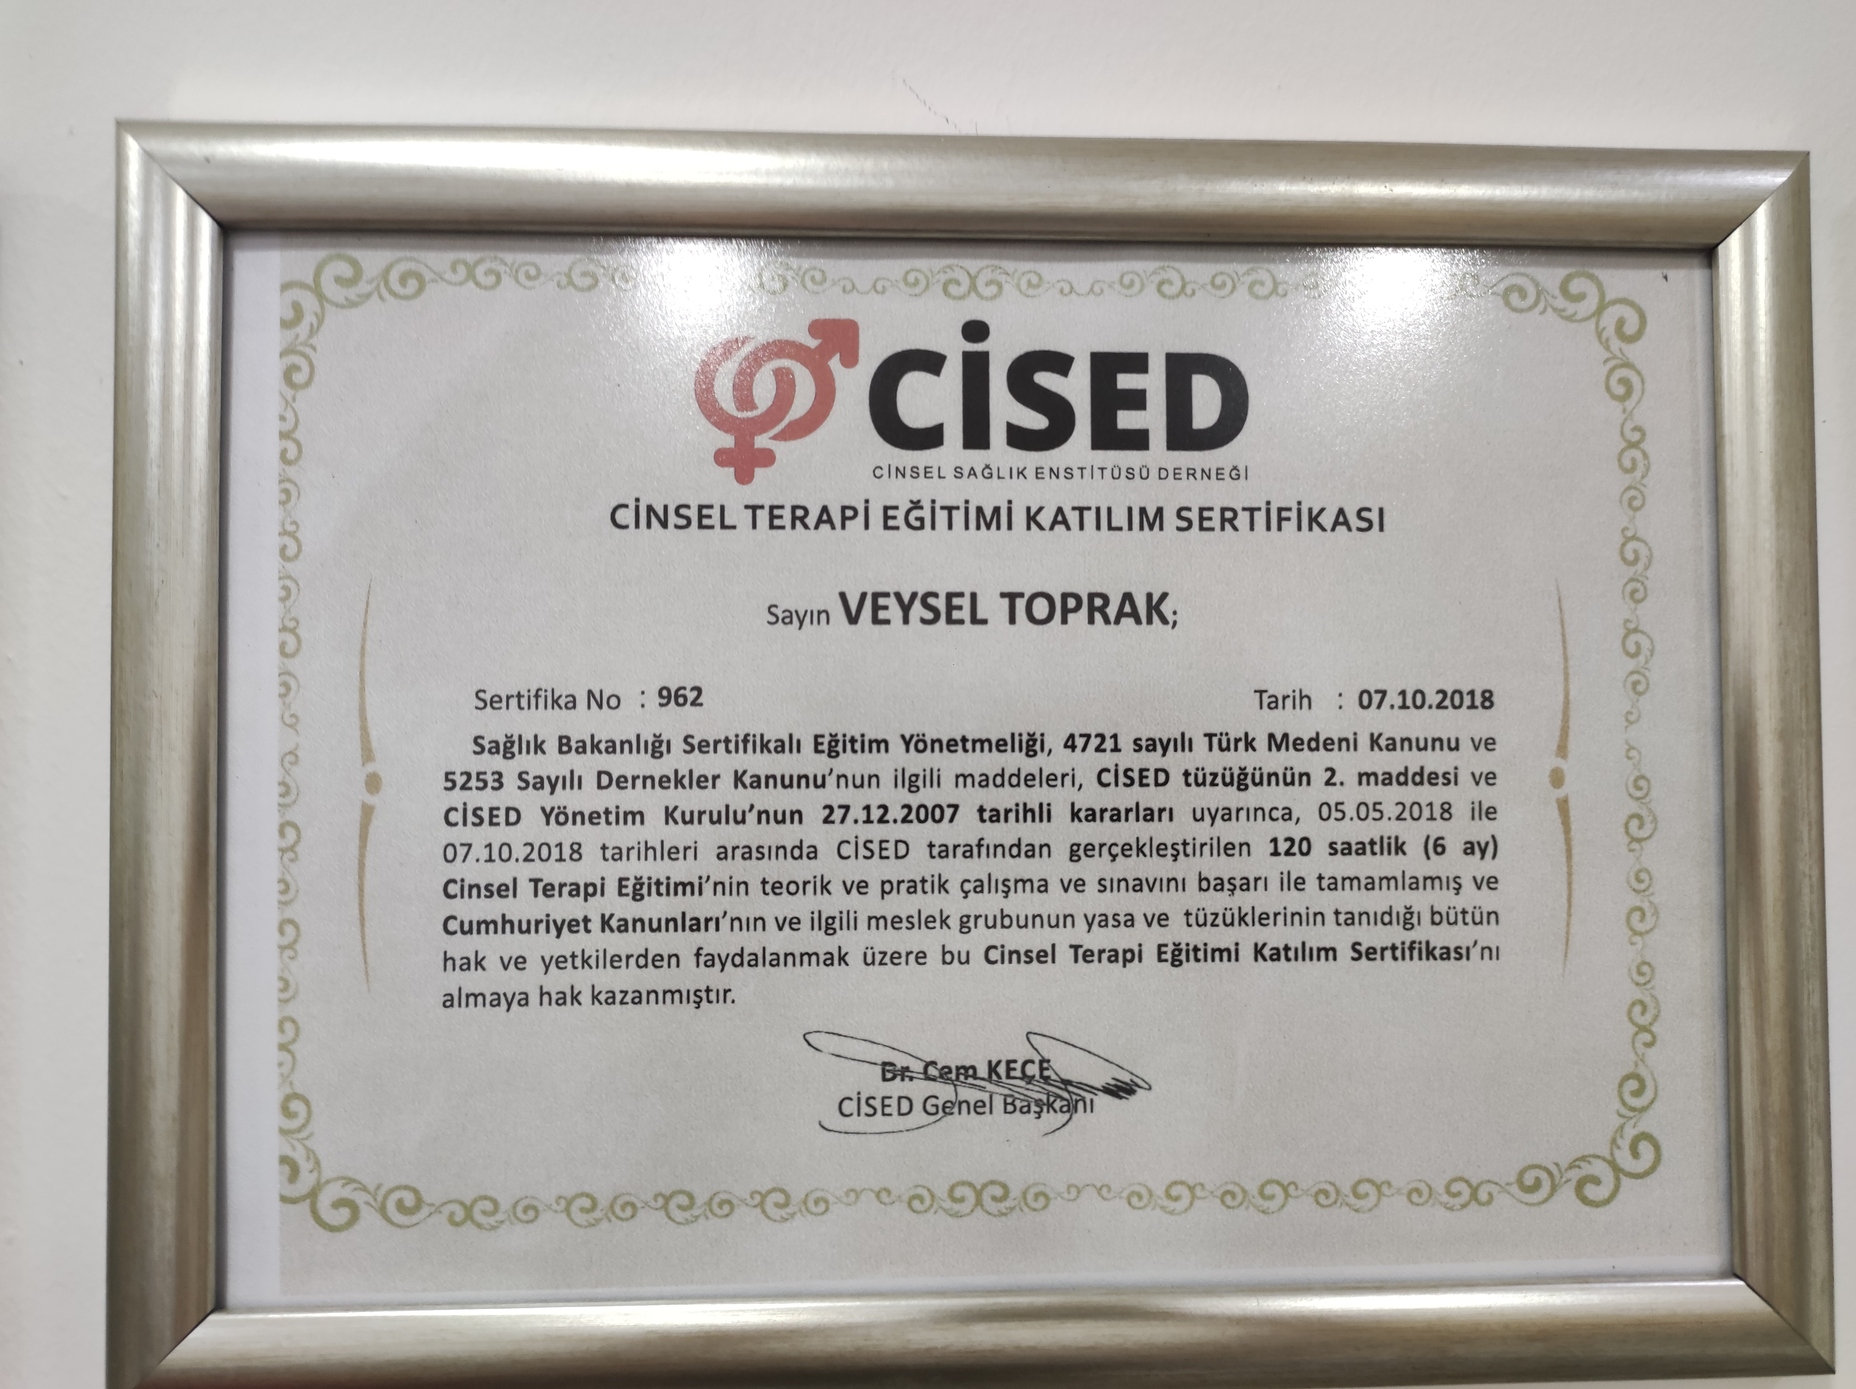 CİSED
CİNSEL SAĞLIK ENSTİTÜSÜ DERNEĞİ
CİNSEL TERAPİ EĞİTİMİ KATILIM SERTİFİKASI
Sayın VEYSEL TOPRAK;
Sertifika No : 962 Tarih : 07.10.2018
Sağlık Bakanlığı Sertifikalı Eğitim Yönetmeliği, 4721 sayılı Türk Medeni Kanunu ve
5253 Sayılı Dernekler Kanunu'nun ilgili maddeleri, CİSED tüzüğünün 2. maddesi ve
CİSED Yönetim Kurulu'nun 27.12.2007 tarihli kararları uyarınca, 05.05.2018 ile
07.10.2018 tarihleri arasında CİSED tarafından gerçekleştirilen 120 saatlik (6 ay)
Cinsel Terapi Eğitimi'nin teorik ve pratik çalışma ve sınavını başarı ile tamamlamış ve
Cumhuriyet Kanunları'nın ve ilgili meslek grubunun yasa ve tüzüklerinin tanıdığı bütün
hak ve yetkilerden faydalanmak üzere bu Cinsel Terapi Eğitimi Katılım Sertifikası'nı
almaya hak kazanmıştır.
Dr. Cem KEÇE
CİSED Genel Başkanı